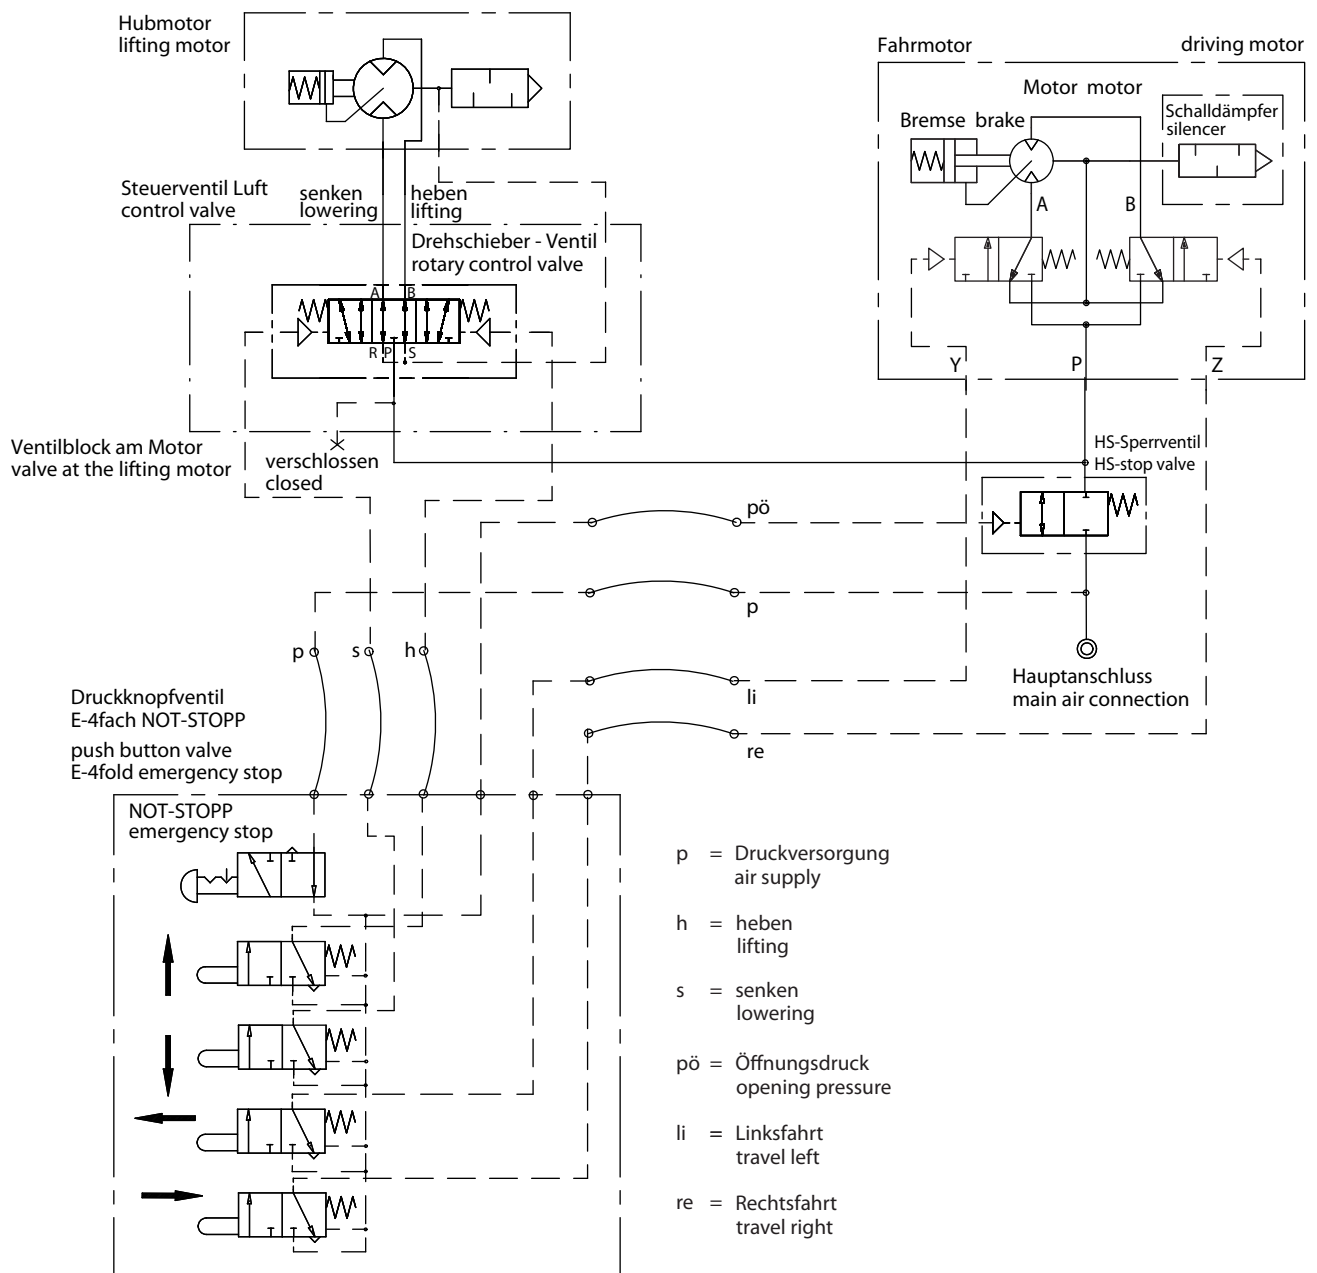 Hubmotor
lifting motor
Fahrmotor
driving motor
Motor motor
Bremse brake
Schalldämpfer
silencer
A
B
Steuerventil Luft
control valve
senken
lowering
heben
lifting
Drehschieber - Ventil
rotary control valve
A
B
R
P
S
Y
P
Z
Ventilblock am Motor
valve at the lifting motor
verschlossen
closed
HS-Sperrventil
HS-stop valve
pö
p
p
s
h
li
re
Hauptanschluss
main air connection
Druckknopfventil
E-4fach NOT-STOPP
push button valve
E-4fold emergency stop
NOT-STOPP
emergency stop
p = Druckversorgung
air supply
h = heben
lifting
s = senken
lowering
pö = Öffnungsdruck
opening pressure
li = Linksfahrt
travel left
re = Rechtsfahrt
travel right